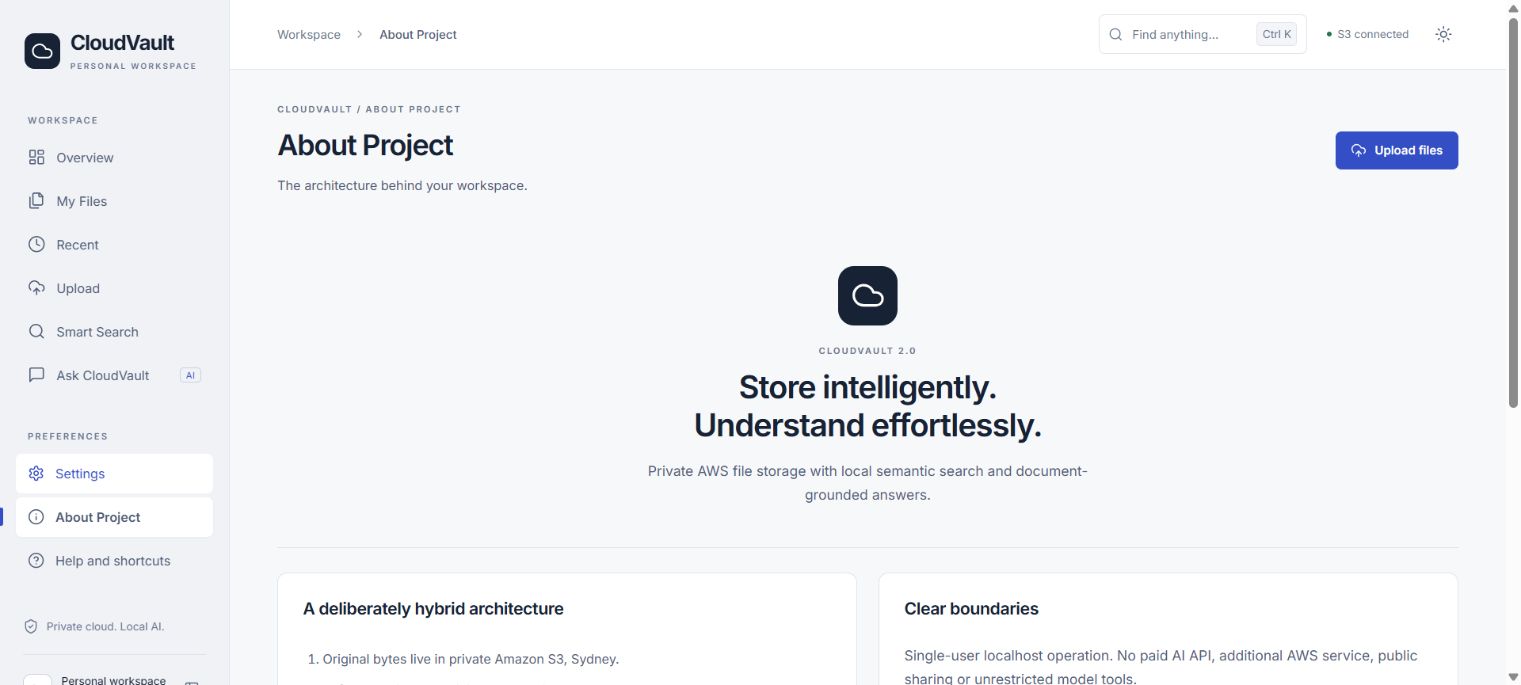 CloudVault
PERSONAL WORKSPACE
WORKSPACE
Overview
My Files
Recent
Upload
Smart Search
Ask CloudVault AI
PREFERENCES
Settings
About Project
Help and shortcuts
Private cloud. Local AI.
Personal workspace
Workspace > About Project
Find anything... Ctrl K
S3 connected
CLOUDVAULT / ABOUT PROJECT
About Project
The architecture behind your workspace.
Upload files
CLOUDVAULT 2.0
Store intelligently.
Understand effortlessly.
Private AWS file storage with local semantic search and document-
grounded answers.
A deliberately hybrid architecture
1. Original bytes live in private Amazon S3, Sydney.
Clear boundaries
Single-user localhost operation. No paid AI API, additional AWS service, public
sharing or unrestricted model tools.